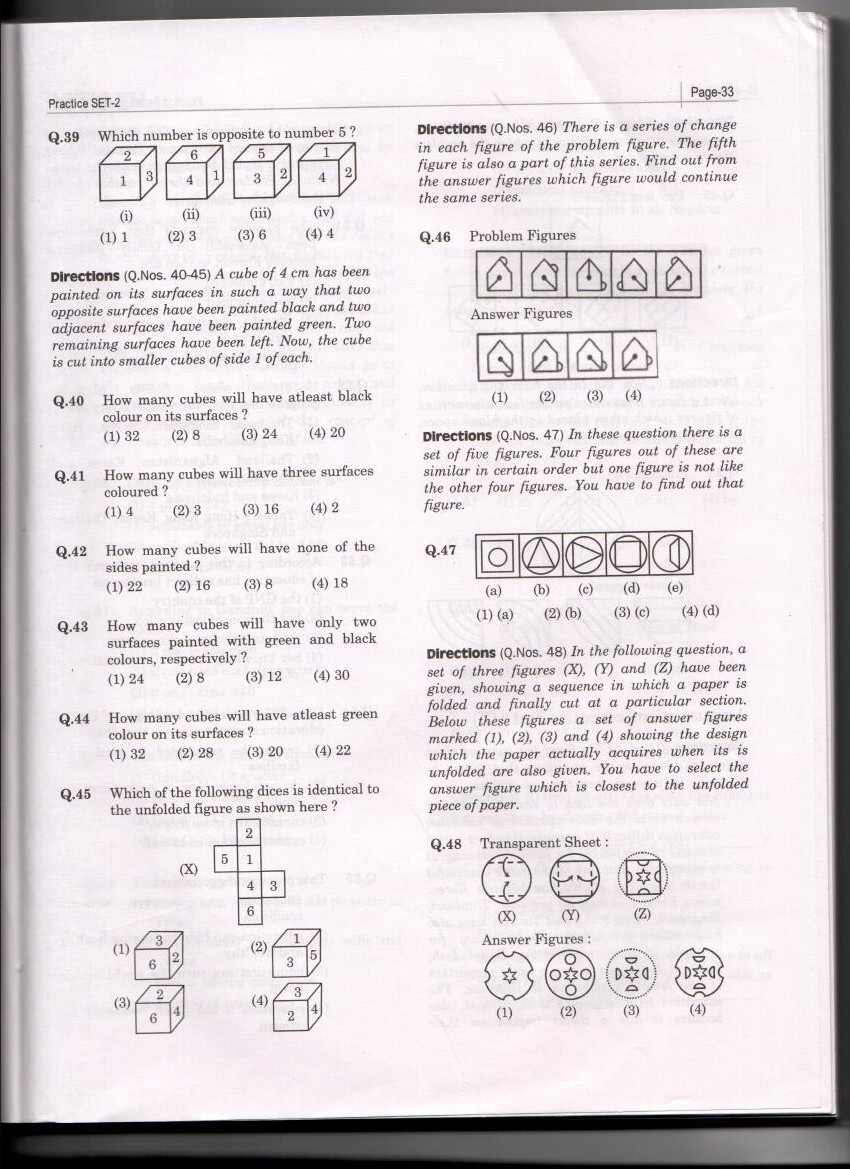 Practice SET-2
Page-33
Q.39 Which number is opposite to number 5 ?
2 1 3
6 4 1
5 3 2
1 4 2
(i) (ii) (iii) (iv)
(1) 1 (2) 3 (3) 6 (4) 4
Directions (Q.Nos. 40-45) A cube of 4 cm has been
painted on its surfaces in such a way that two
opposite surfaces have been painted black and two
adjacent surfaces have been painted green. Two
remaining surfaces have been left. Now, the cube
is cut into smaller cubes of side 1 of each.
Q.40 How many cubes will have atleast black
colour on its surfaces ?
(1) 32 (2) 8 (3) 24 (4) 20
Q.41 How many cubes will have three surfaces
coloured ?
(1) 4 (2) 3 (3) 16 (4) 2
Q.42 How many cubes will have none of the
sides painted ?
(1) 22 (2) 16 (3) 8 (4) 18
Q.43 How many cubes will have only two
surfaces painted with green and black
colours, respectively ?
(1) 24 (2) 8 (3) 12 (4) 30
Q.44 How many cubes will have atleast green
colour on its surfaces ?
(1) 32 (2) 28 (3) 20 (4) 22
Q.45 Which of the following dices is identical to
the unfolded figure as shown here ?
2
5 1
(X)
4 3
6
(1) 3 6 2
(2) 1 3 5
(3) 2 6 4
(4) 3 2 4
Directions (Q.Nos. 46) There is a series of change
in each figure of the problem figure. The fifth
figure is also a part of this series. Find out from
the answer figures which figure would continue
the same series.
Q.46 Problem Figures
Answer Figures
(1) (2) (3) (4)
Directions (Q.Nos. 47) In these question there is a
set of five figures. Four figures out of these are
similar in certain order but one figure is not like
the other four figures. You have to find out that
figure.
Q.47
(a) (b) (c) (d) (e)
(1) (a) (2) (b) (3) (c) (4) (d)
Directions (Q.Nos. 48) In the following question, a
set of three figures (X), (Y) and (Z) have been
given, showing a sequence in which a paper is
folded and finally cut at a particular section.
Below these figures a set of answer figures
marked (1), (2), (3) and (4) showing the design
which the paper actually acquires when its is
unfolded are also given. You have to select the
answer figure which is closest to the unfolded
piece of paper.
Q.48 Transparent Sheet :
(X) (Y) (Z)
Answer Figures :
(1) (2) (3) (4)